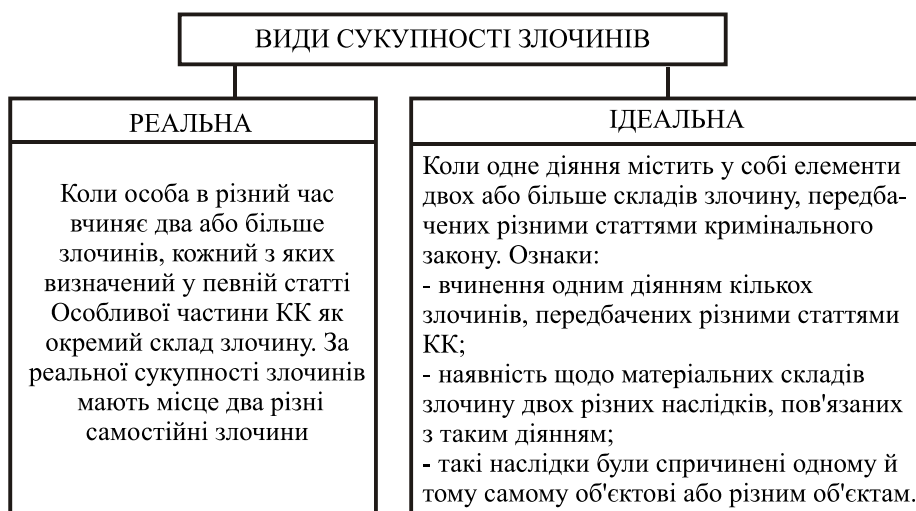 ВИДИ СУКУПНОСТІ ЗЛОЧИНІВ
РЕАЛЬНА
Коли особа в різний час
вчиняє два або більше
злочинів, кожний з яких
визначений у певній статті
Особливої частини КК як
окремий склад злочину. За
реальної сукупності злочинів
мають місце два різні
самостійні злочини
ІДЕАЛЬНА
Коли одне діяння містить у собі елементи
двох або більше складів злочину, передба-
чених різними статтями кримінального
закону. Ознаки:
- вчинення одним діянням кількох
злочинів, передбачених різними статтями
КК;
- наявність щодо матеріальних складів
злочину двох різних наслідків, пов'язаних
з таким діянням;
- такі наслідки були спричинені одному й
тому самому об'єктові або різним об'єктам.